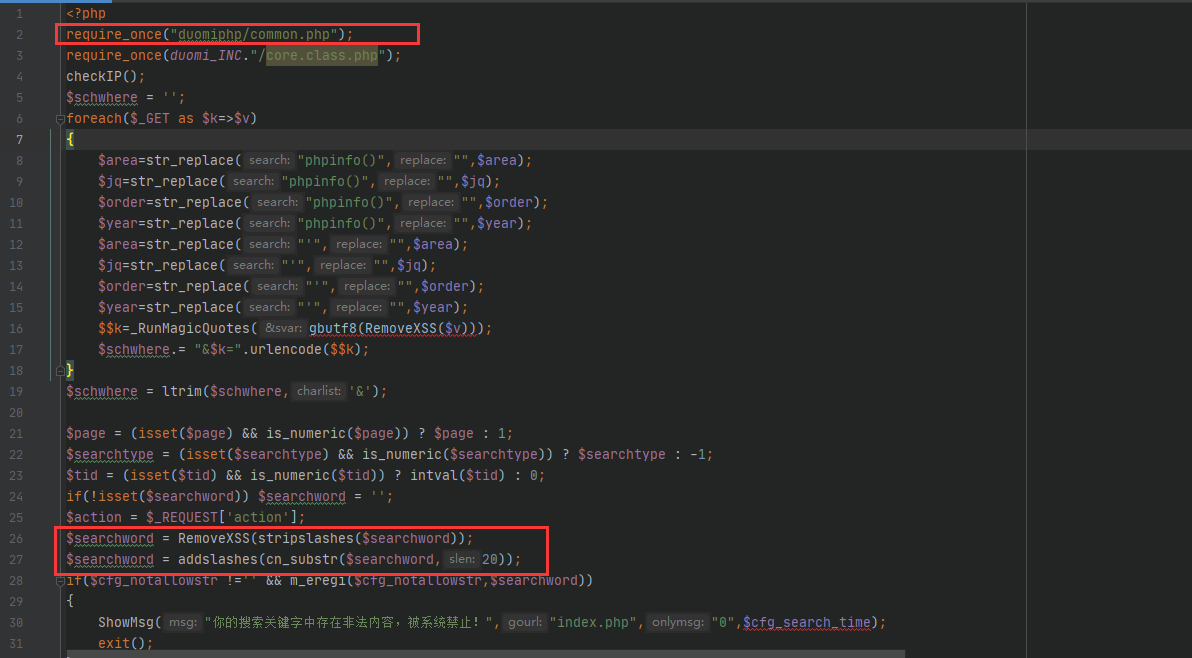 1 <?php
2 require_once("duomiphp/common.php");
3 require_once(duomi_INC."/core.class.php");
4 checkIP();
5 $schwhere = '';
6 foreach($_GET as $k=>$v)
7 {
8 $area=str_replace( search: "phpinfo()", replace: "",$area);
9 $jq=str_replace( search: "phpinfo()", replace: "",$jq);
10 $order=str_replace( search: "phpinfo()", replace: "",$order);
11 $year=str_replace( search: "phpinfo()", replace: "",$year);
12 $area=str_replace( search: "'", replace: "",$area);
13 $jq=str_replace( search: "'", replace: "",$jq);
14 $order=str_replace( search: "'", replace: "",$order);
15 $year=str_replace( search: "'", replace: "",$year);
16 $$k=_RunMagicQuotes( &svar: gbutf8(RemoveXSS($v)));
17 $schwhere.= "&$k=".urlencode($$k);
18 }
19 $schwhere = ltrim($schwhere, charlist: '&');
20
21 $page = (isset($page) && is_numeric($page)) ? $page : 1;
22 $searchtype = (isset($searchtype) && is_numeric($searchtype)) ? $searchtype : -1;
23 $tid = (isset($tid) && is_numeric($tid)) ? intval($tid) : 0;
24 if(!isset($searchword)) $searchword = '';
25 $action = $_REQUEST['action'];
26 $searchword = RemoveXSS(stripslashes($searchword));
27 $searchword = addslashes(cn_substr($searchword, slen: 20));
28 if($cfg_notallowstr !='' && m_eregi($cfg_notallowstr,$searchword))
29 {
30 ShowMsg( msg: "你的搜索关键字中存在非法内容，被系统禁止！", gourl: "index.php", onlymsg: "0",$cfg_search_time);
31 exit();